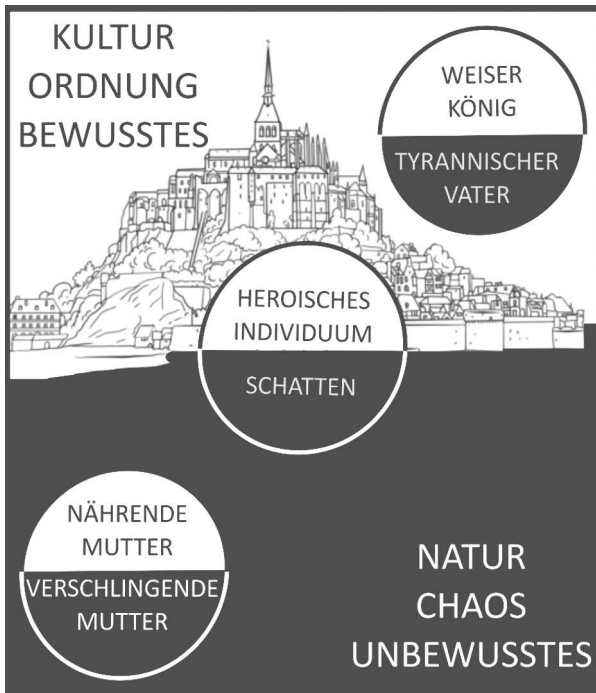 KULTUR
ORDNUNG
BEWUSSTES
WEISER
KÖNIG
TYRANNISCHER
VATER
HEROISCHES
INDIVIDUUM
SCHATTEN
NÄHRENDE
MUTTER
VERSCHLINGENDE
MUTTER
NATUR
CHAOS
UNBEWUSSTES